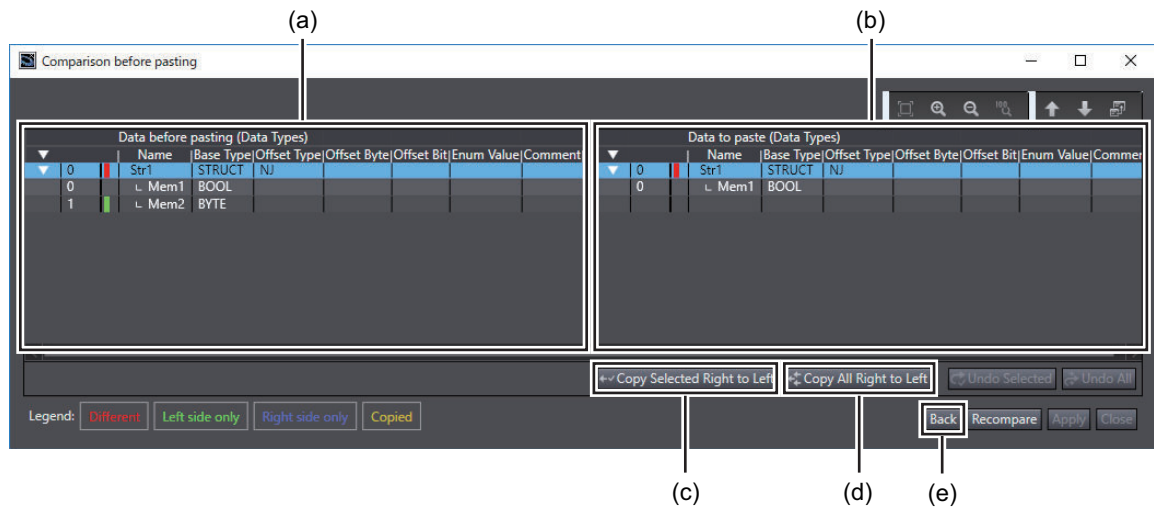 (a) (b)
Comparison before pasting
Data before pasting (Data Types) Data to paste (Data Types)
Name Base Type Offset Type Offset Byte Offset Bit Enum Value Comment Name Base Type Offset Type Offset Byte Offset Bit Enum Value Commer
0 Str1 STRUCT NJ 0 Str1 STRUCT NJ
0 Mem1 BOOL 0 Mem1 BOOL
1 Mem2 BYTE
Copy Selected Right to Left Copy All Right to Left Undo Selected Undo All
Legend: Different Left side only Right side only Copied Back Recompare Apply Close
(c) (d) (e)